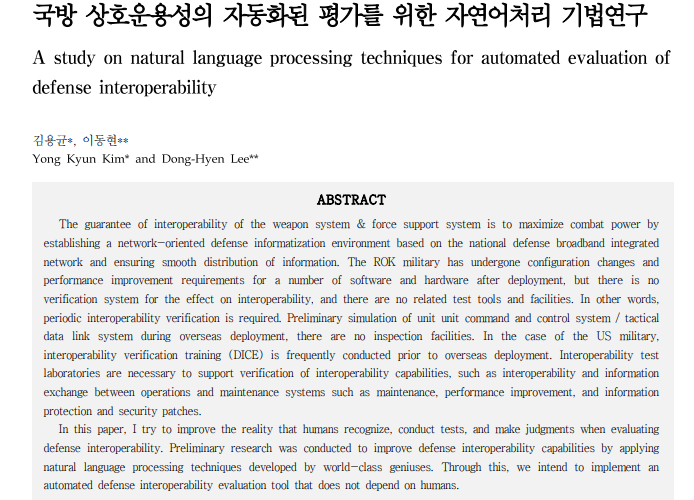 국방 상호운용성의 자동화된 평가를 위한 자연어처리 기법연구
A study on natural language processing techniques for automated evaluation of
defense interoperability
김용균*, 이동현**
Yong Kyun Kim* and Dong-Hyen Lee**
ABSTRACT
The guarantee of interoperability of the weapon system & force support system is to maximize combat power by
establishing a network-oriented defense informatization environment based on the national defense broadband integrated
network and ensuring smooth distribution of information. The ROK military has undergone configuration changes and
performance improvement requirements for a number of software and hardware after deployment, but there is no
verification system for the effect on interoperability, and there are no related test tools and facilities. In other words,
periodic interoperability verification is required. Preliminary simulation of unit unit command and control system / tactical
data link system during overseas deployment, there are no inspection facilities. In the case of the US military,
interoperability verification training (DICE) is frequently conducted prior to overseas deployment. Interoperability test
laboratories are necessary to support verification of interoperability capabilities, such as interoperability and information
exchange between operations and maintenance systems such as maintenance, performance improvement, and information
protection and security patches.
In this paper, I try to improve the reality that humans recognize, conduct tests, and make judgments when evaluating
defense interoperability. Preliminary research was conducted to improve defense interoperability capabilities by applying
natural language processing techniques developed by world-class geniuses. Through this, we intend to implement an
automated defense interoperability evaluation tool that does not depend on humans.